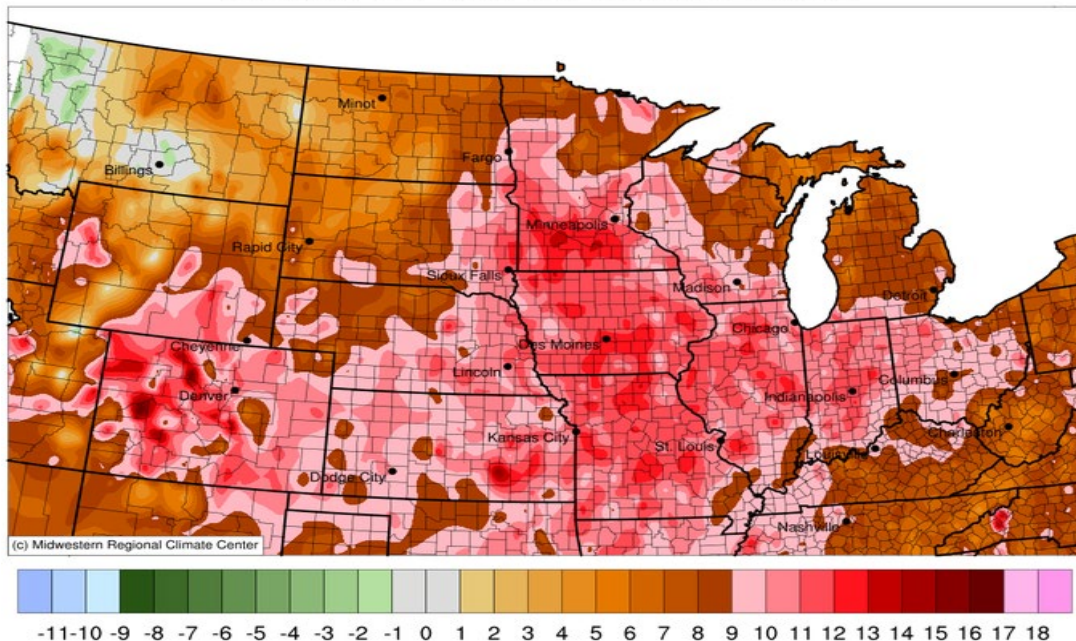 Minot
Fargo
Billings
Minneapolis
Rapid City
Sioux Falls
Madison
Detroit
Chicago
Cheyenne
Des Moines
Lincoln
Columbus
Denver
Indianapolis
Charleston
Kansas City
St. Louis
Louisville
Dodge City
Nashville
(c) Midwestern Regional Climate Center
-11 -10 -9 -8 -7 -6 -5 -4 -3 -2 -1 0 1 2 3 4 5 6 7 8 9 10 11 12 13 14 15 16 17 18